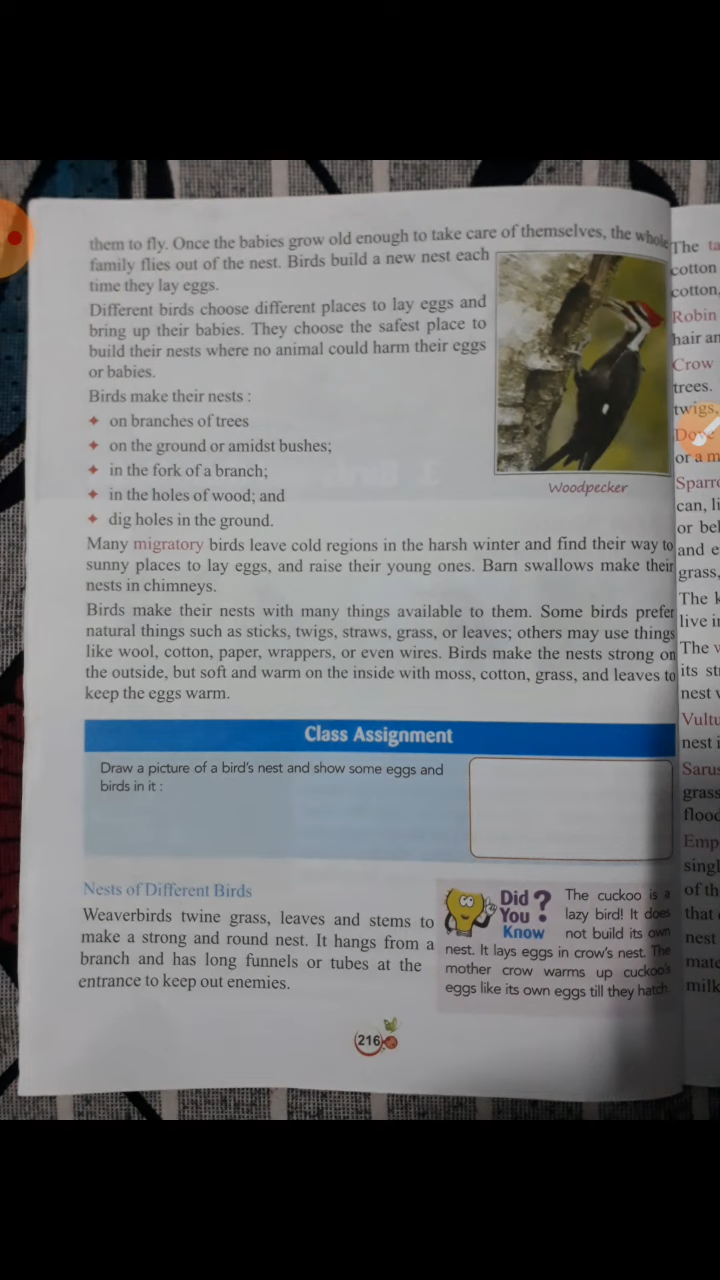 them to fly. Once the babies grow old enough to take care of themselves, the whole
family flies out of the nest. Birds build a new nest each
time they lay eggs.
Different birds choose different places to lay eggs and
bring up their babies. They choose the safest place to
build their nests where no animal could harm their eggs
or babies.
Birds make their nests :
on branches of trees
on the ground or amidst bushes;
in the fork of a branch;
in the holes of wood; and
dig holes in the ground.
Woodpecker
Many migratory birds leave cold regions in the harsh winter and find their way to
sunny places to lay eggs, and raise their young ones. Barn swallows make their
nests in chimneys.
Birds make their nests with many things available to them. Some birds prefer
natural things such as sticks, twigs, straws, grass, or leaves; others may use things
like wool, cotton, paper, wrappers, or even wires. Birds make the nests strong on
the outside, but soft and warm on the inside with moss, cotton, grass, and leaves to
keep the eggs warm.
Class Assignment
Draw a picture of a bird's nest and show some eggs and
birds in it :
Nests of Different Birds
Weaverbirds twine grass, leaves and stems to
make a strong and round nest. It hangs from a
branch and has long funnels or tubes at the
entrance to keep out enemies.
Did You Know ?
The cuckoo is a
lazy bird! It does
not build its own
nest. It lays eggs in crow's nest. The
mother crow warms up cuckoo's
eggs like its own eggs till they hatch.
216
The
cotton
cotton,
Robin
hair
Crow
trees.
twigs,
or a
can,
or
and
grass,
The
live
The
its
nest
nest
Sarus
grass
of
that
nest
milk